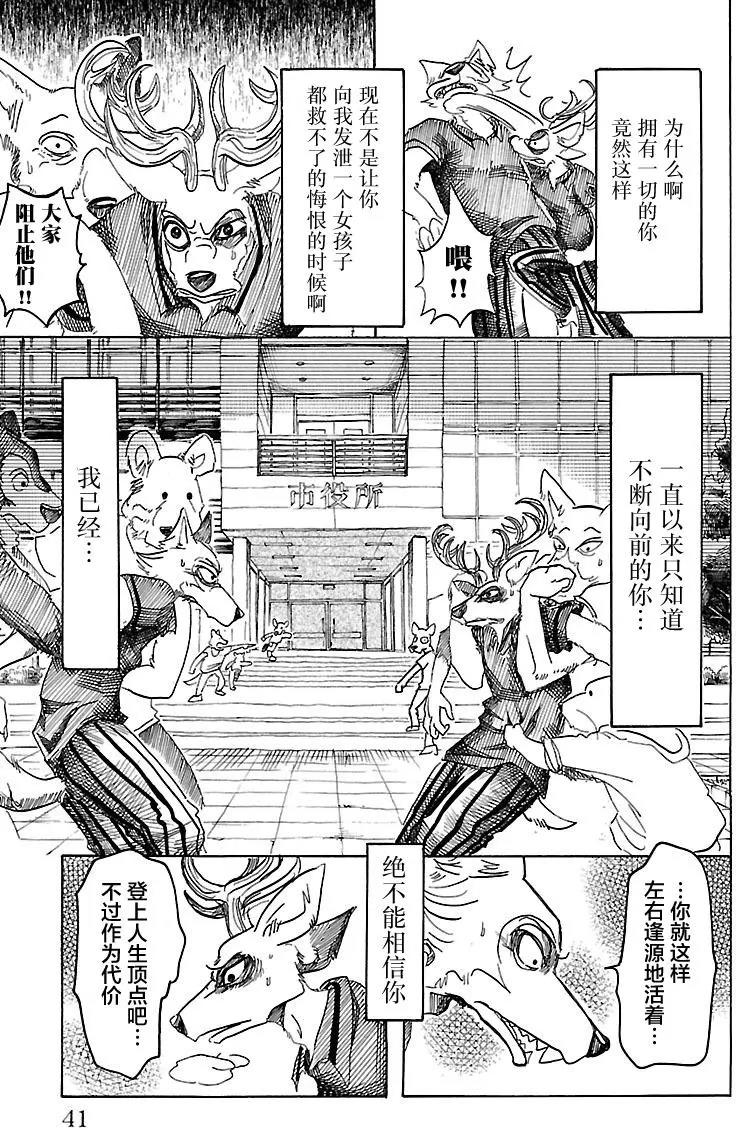 为什么啊
拥有一切的你
竟然这样
喂!!
现在不是让你
向我发泄一个女孩子
都救不了的悔恨的时候啊
大家
阻止他们!!
市役所
一直以来只知道
不断向前的你…
我已经…
…你就这样
左右逢源地活着…
绝不能相信你
登上人生顶点吧…
不过作为代价
41